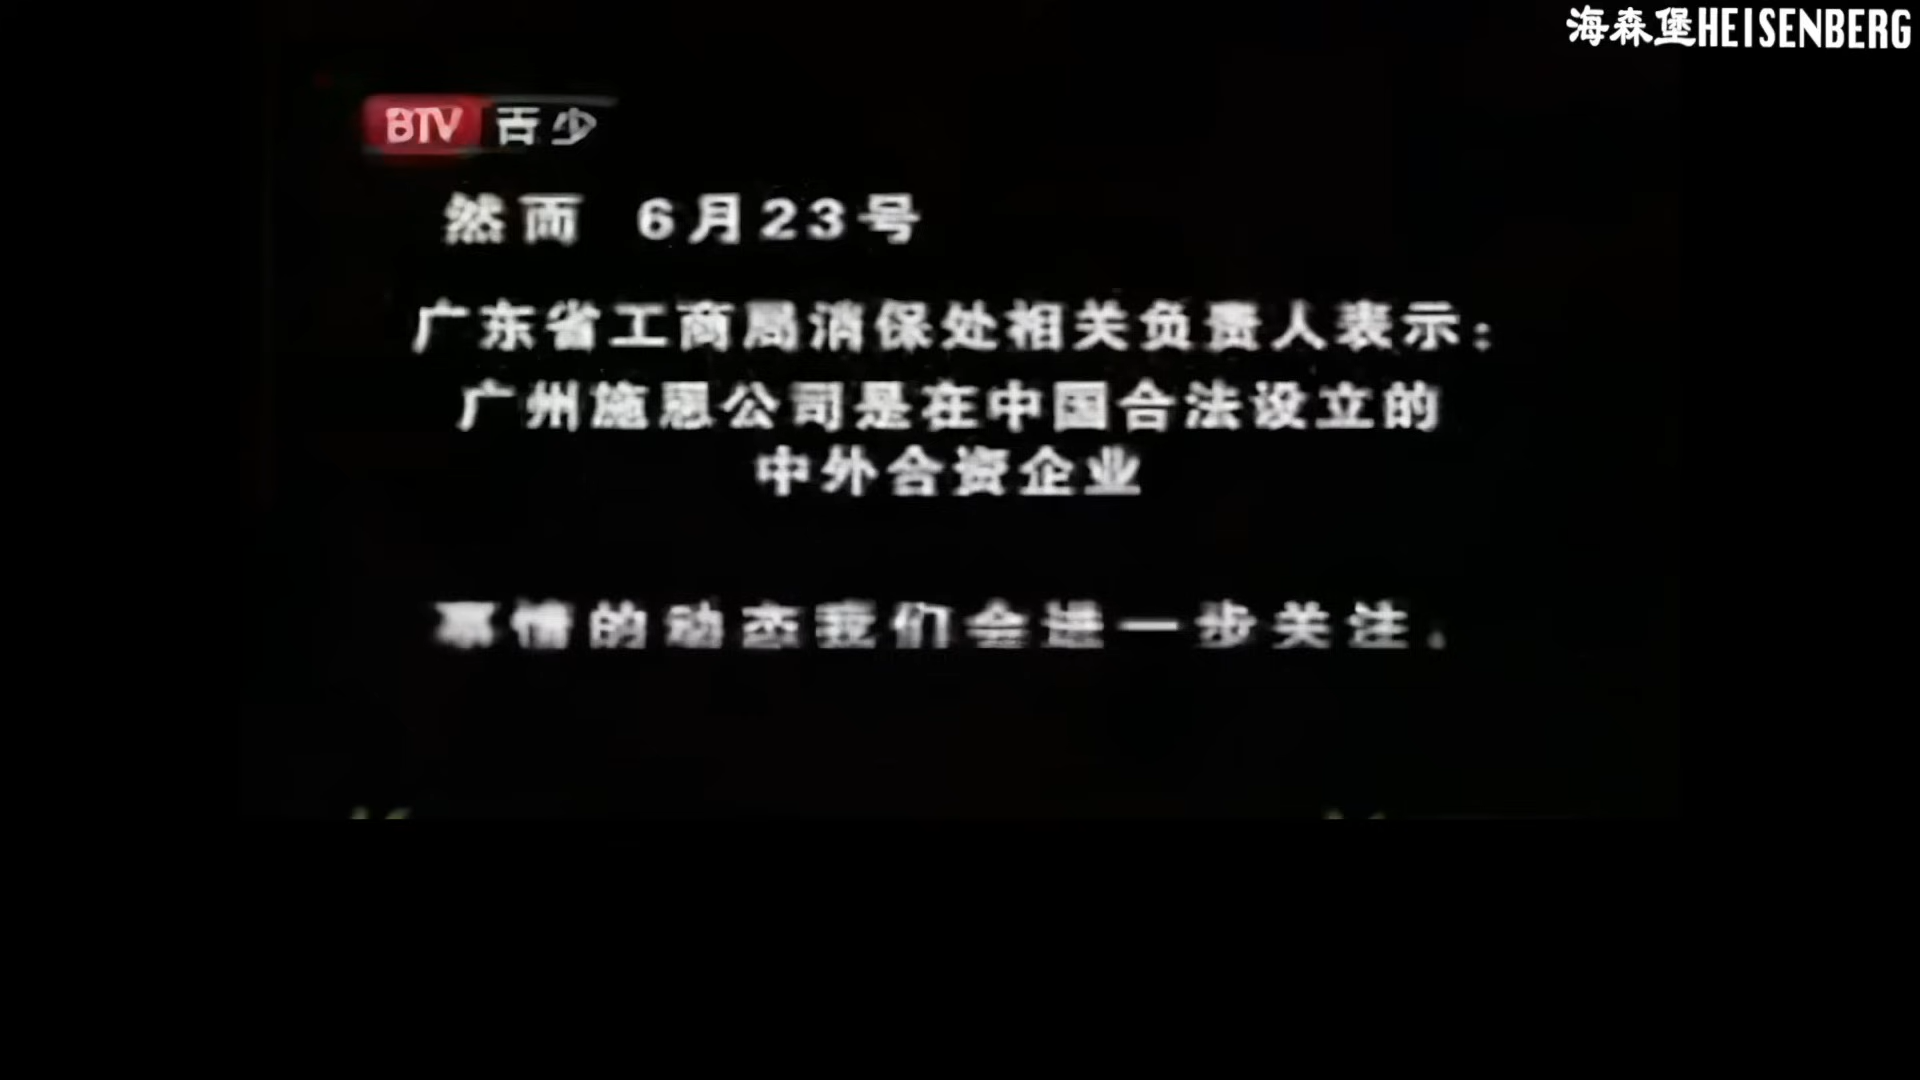 海森堡HEISENBERG
BTV 青少
然而 6月23号
广东省工商局消保处相关负责人表示：
广州施恩公司是在中国合法设立的
中外合资企业
事情的动态我们会进一步关注。